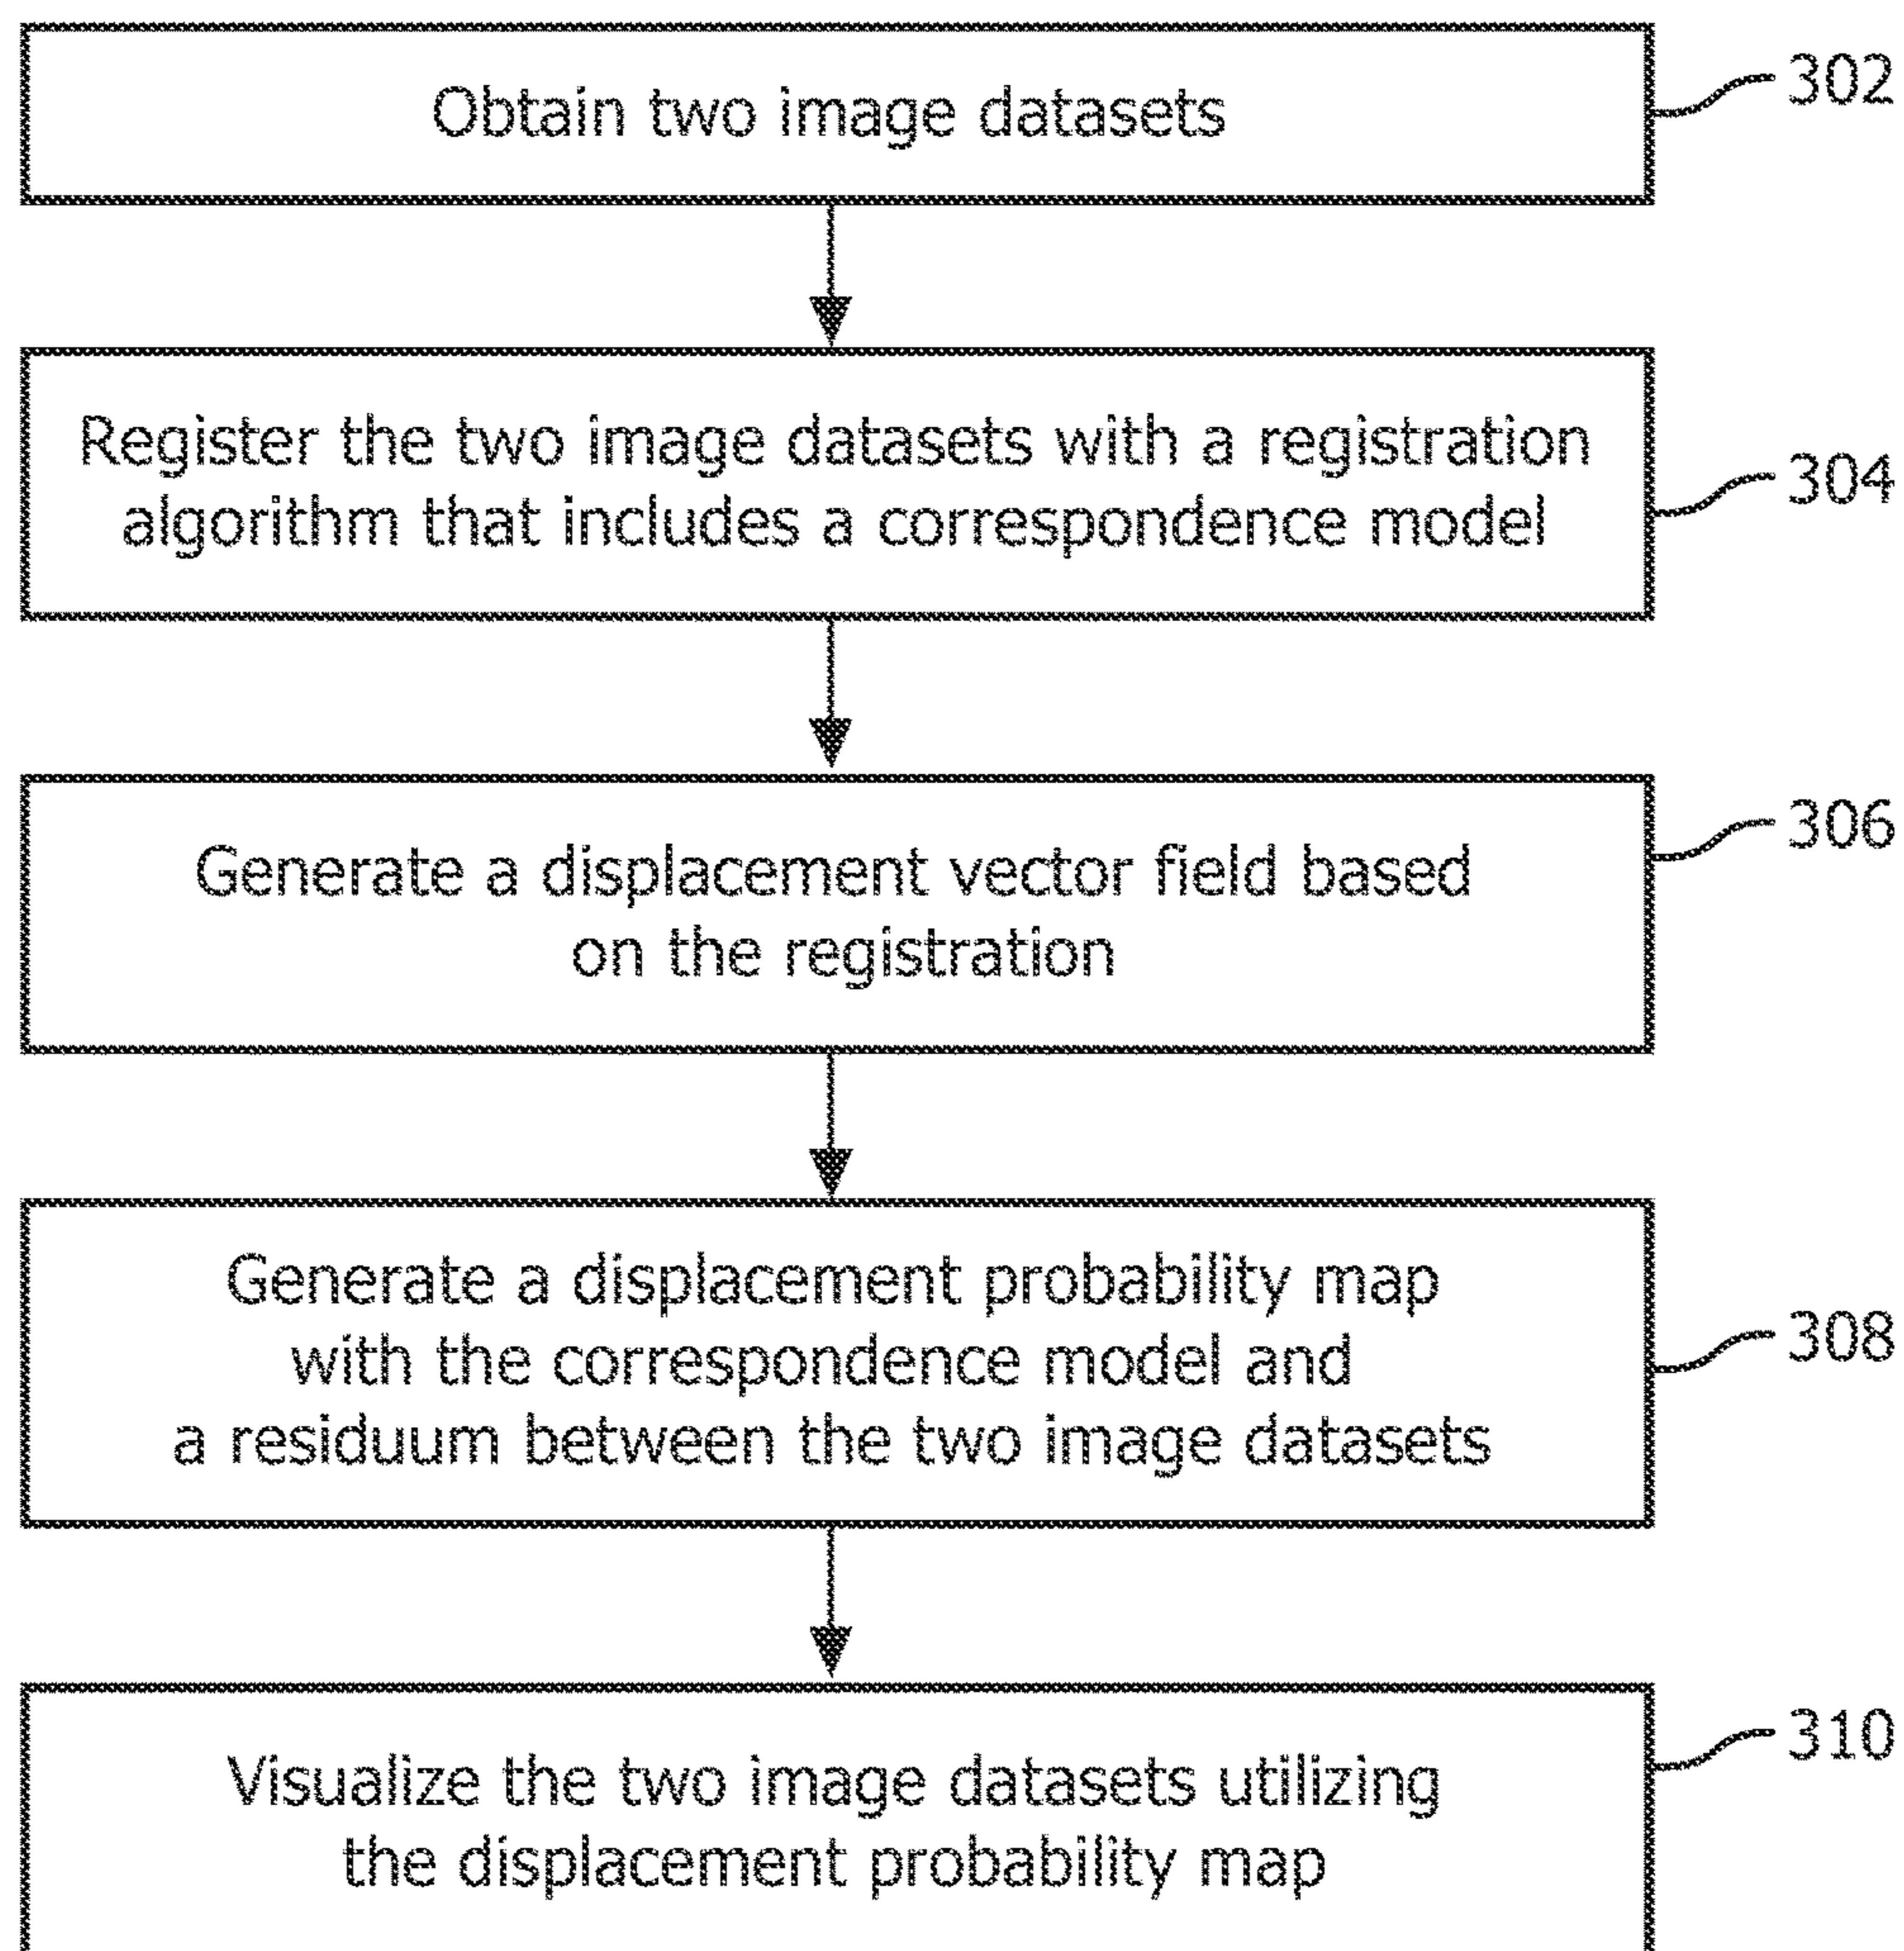 Obtain two image datasets
302
Register the two image datasets with a registration
algorithm that includes a correspondence model
304
Generate a displacement vector field based
on the registration
306
Generate a displacement probability map
with the correspondence model and
a residuum between the two image datasets
308
Visualize the two image datasets utilizing
the displacement probability map
310